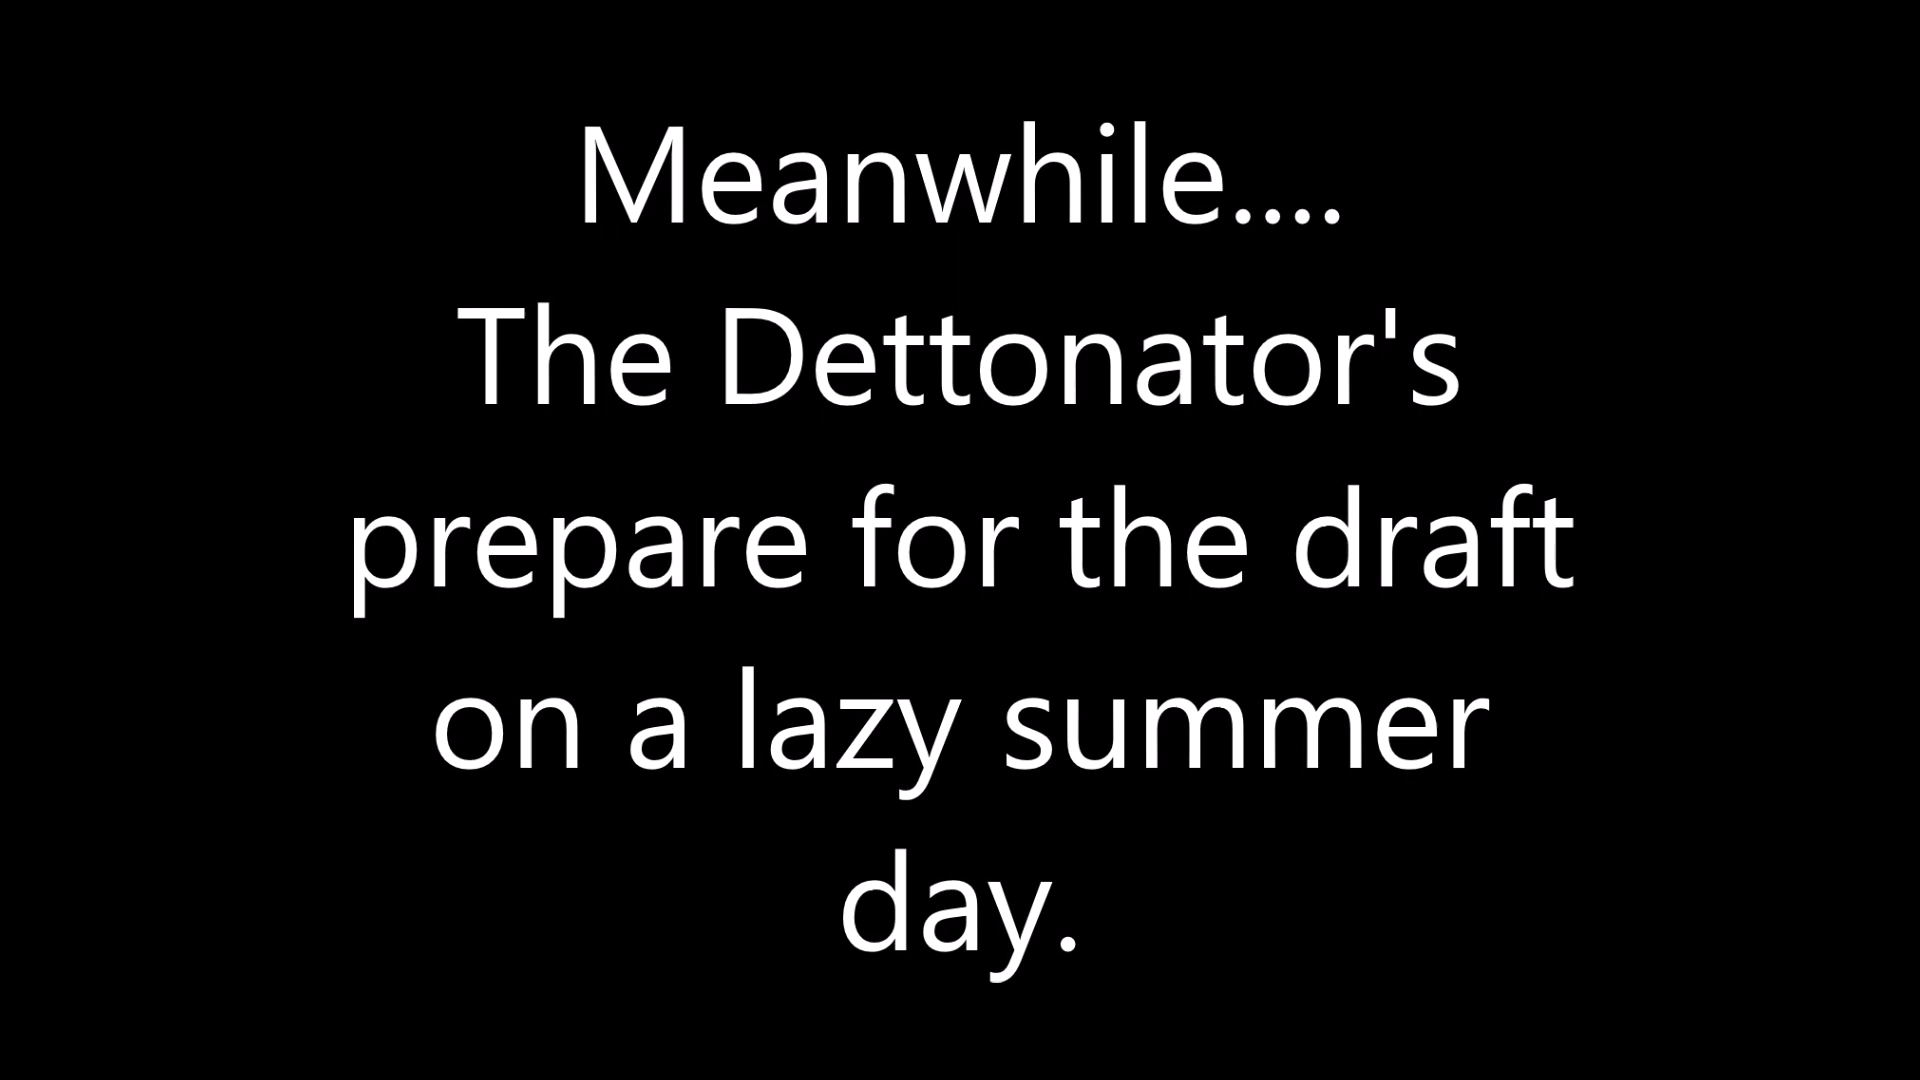 Meanwhile....
The Dettonator's
prepare for the draft
on a lazy summer
day.